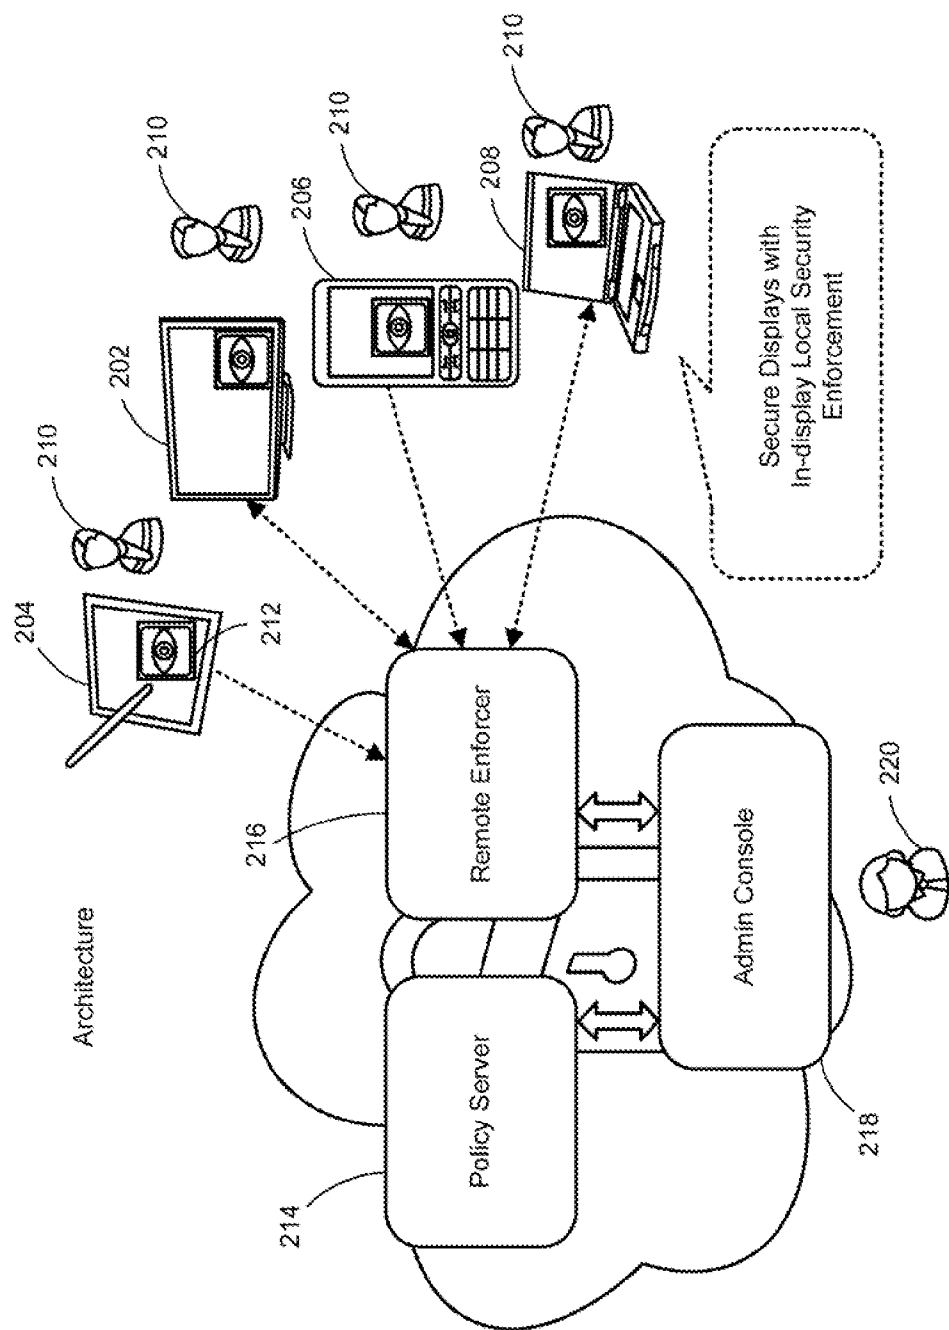 204
210
Architecture
202
210
214
216
212
206
210
Policy Server
Remote Enforcer
208
210
Admin Console
Secure Displays with
In-display Local Security
Enforcement
218
220